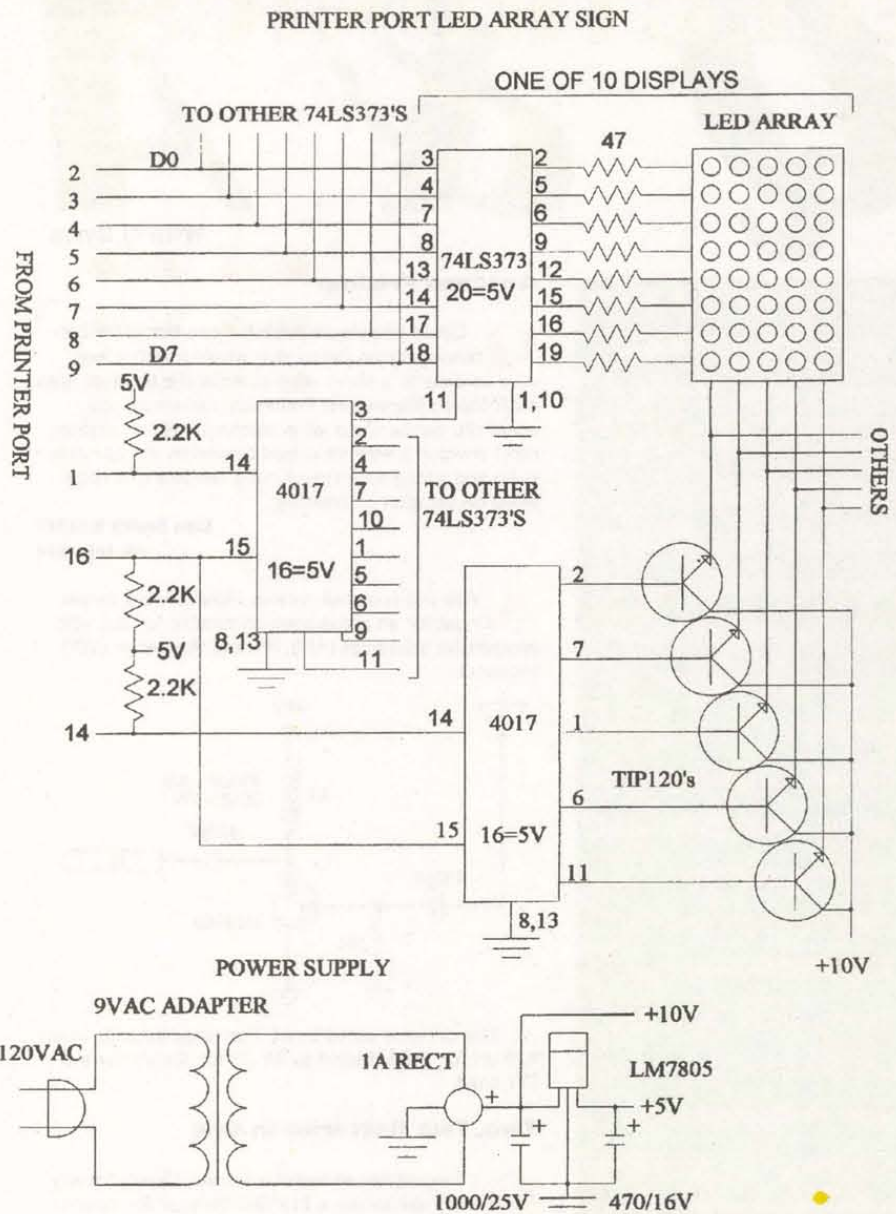 PRINTER PORT LED ARRAY SIGN
ONE OF 10 DISPLAYS
TO OTHER 74LS373'S
LED ARRAY
FROM PRINTER PORT
2
D0
3
4
5
6
7
8
9
D7
3
4
7
8
13
14
17
18
74LS373
20=5V
2
5
6
9
12
15
16
19
47
11
1,10
5V
2.2K
1
14
4017
16=5V
3
2
4
7
10
1
5
6
9
11
TO OTHER
74LS373'S
OTHERS
16
15
8,13
2.2K
5V
2.2K
14
14
4017
15
16=5V
8,13
2
7
1
6
11
TIP120's
+10V
POWER SUPPLY
9VAC ADAPTER
120VAC
1A RECT
+
+10V
LM7805
+5V
+
1000/25V
470/16V